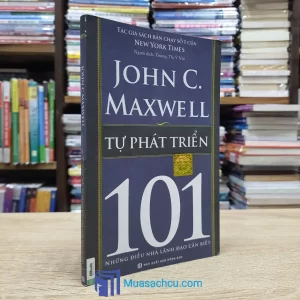 TÁC GIẢ SÁCH BÁN CHẠY SỐ 1 CỦA
NEW YORK TIMES
JOHN C.
MAXWELL
TỰ PHÁT TRIỂN
101
NHỮNG ĐIỀU NHÀ LÃNH ĐẠO CẦN BIẾT
Muasachcu.com